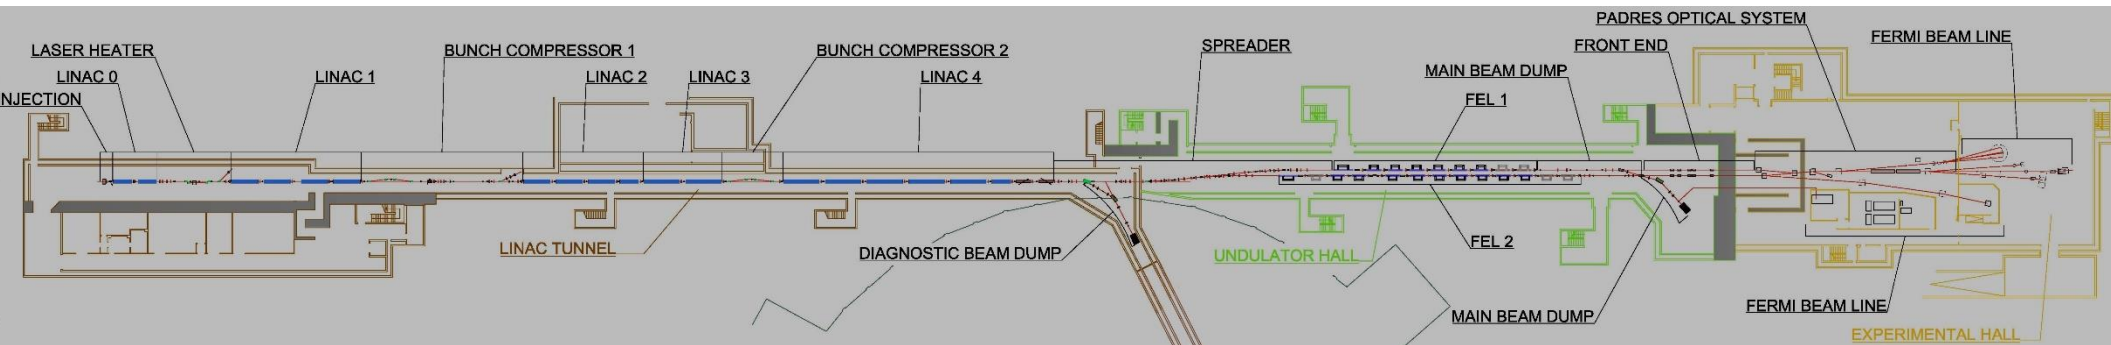 PADRES OPTICAL SYSTEM
LASER HEATER
BUNCH COMPRESSOR 1
BUNCH COMPRESSOR 2
SPREADER
FRONT END
FERMI BEAM LINE
LINAC 0
LINAC 1
LINAC 2
LINAC 3
LINAC 4
MAIN BEAM DUMP
NJECTION
FEL 1
LINAC TUNNEL
DIAGNOSTIC BEAM DUMP
UNDULATOR HALL
FEL 2
MAIN BEAM DUMP
FERMI BEAM LINE
EXPERIMENTAL HALL